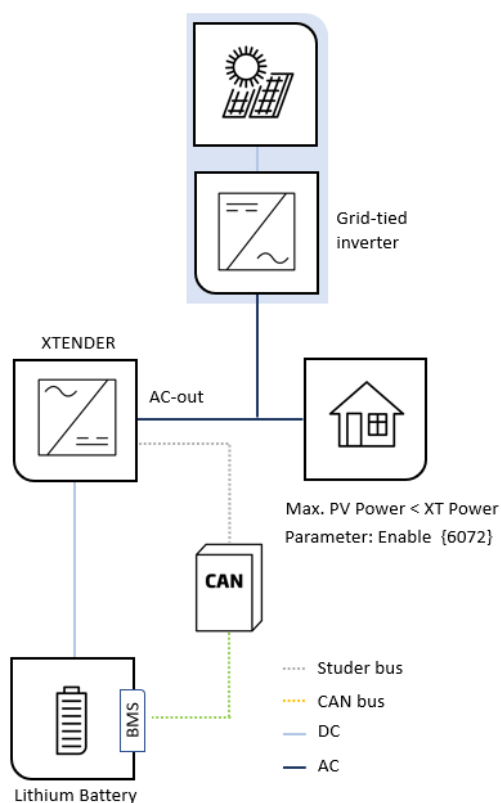 Grid-tied
inverter
XTENDER
AC-out
Max. PV Power < XT Power
Parameter: Enable {6072}
CAN
BMS
Studer bus
CAN bus
DC
AC
Lithium Battery